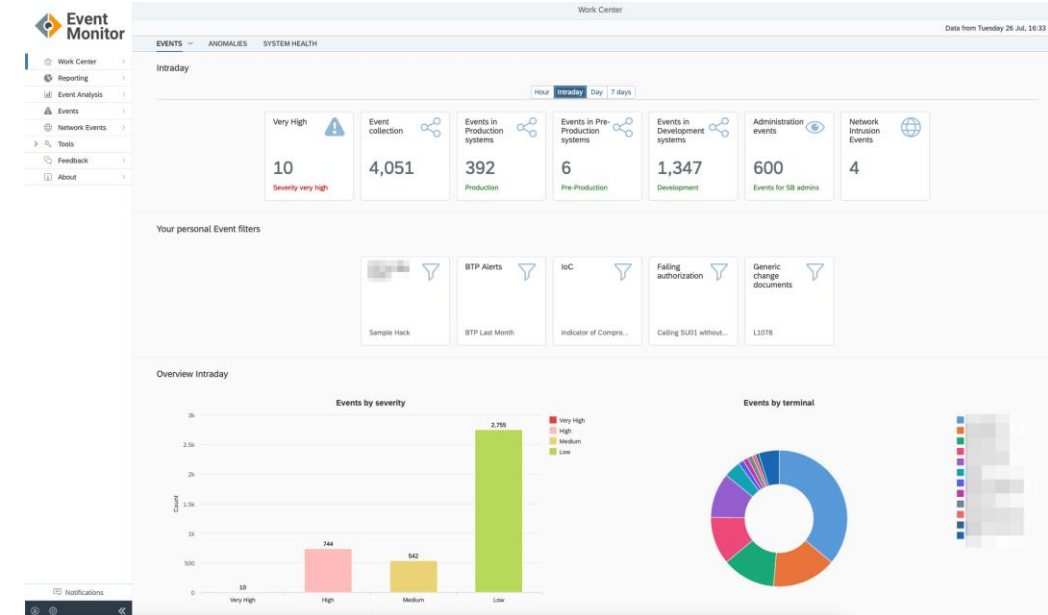 Event
Monitor
Work Center
Data from Tuesday 26 Jul, 16:33
EVENTS
ANOMALIES
SYSTEM HEALTH
Work Center
Reporting
Event Analysis
Events
Network Events
Tools
Feedback
About
Intraday
Hour
Intraday
Day
7 days
Very High
10
Severity very high
Event
collection
4,051
Events in
Production
systems
392
Production
Events in Pre-
Production
systems
6
Pre-Production
Events in
Development
systems
1,347
Development
Administration
events
600
Events for SB admins
Network
Intrusion
Events
4
Your personal Event filters
Sample Hack
BTP Alerts
BTP Last Month
IoC
Indicator of Compro...
Failing
authorization
Calling SU01 without...
Generic
change
documents
L1078
Overview Intraday
Events by severity
3k
2.5k
2k
1.5k
1k
500
0
Count
10
744
542
2,755
Very High
High
Medium
Low
Very High
High
Medium
Low
Events by terminal
Notifications